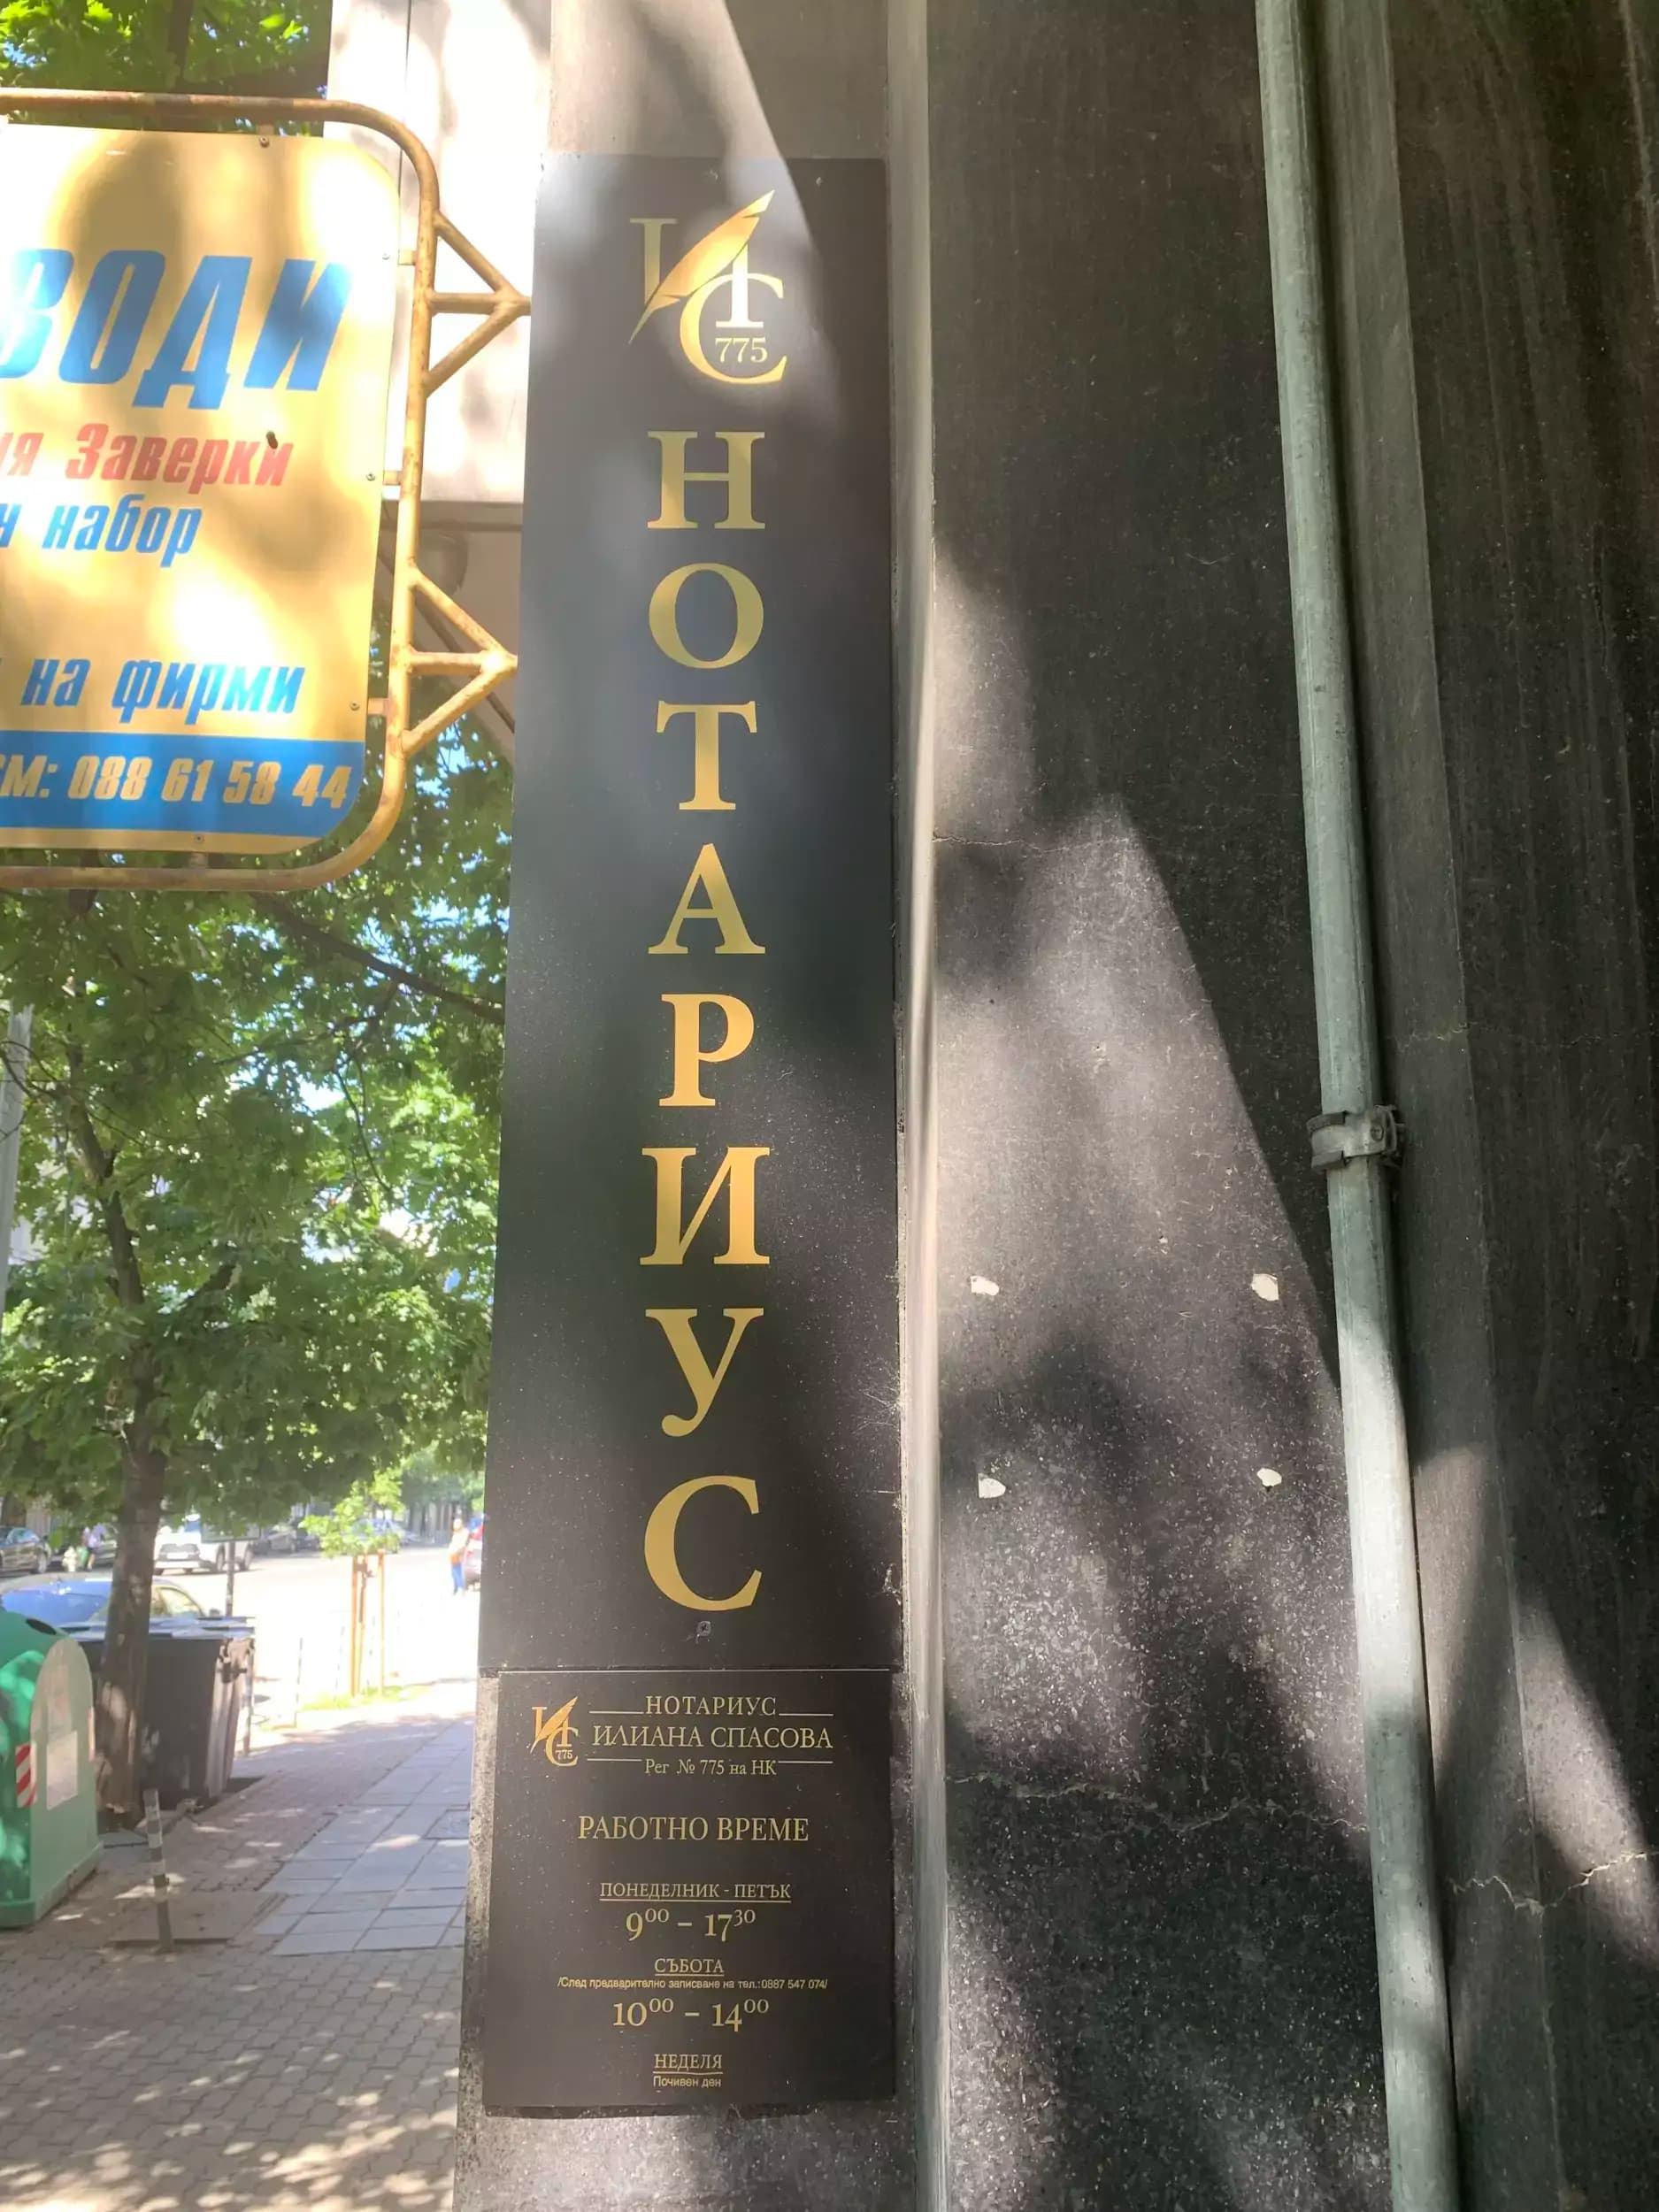 ВОДИ
ия Заверки
н набор
на фирми
М: 088 61 58 44
ИС
775
НОТАРИУС
ИС
775
НОТАРИУС
ИЛИАНА СПАСОВА
Рег № 775 на НК
РАБОТНО ВРЕМЕ
ПОНЕДЕЛНИК - ПЕТЪК
9⁰⁰ - 17³⁰
СЪБОТА
/След предварително записване на тел.:0887 547 074/
10⁰⁰ - 14⁰⁰
НЕДЕЛЯ
Почивен ден